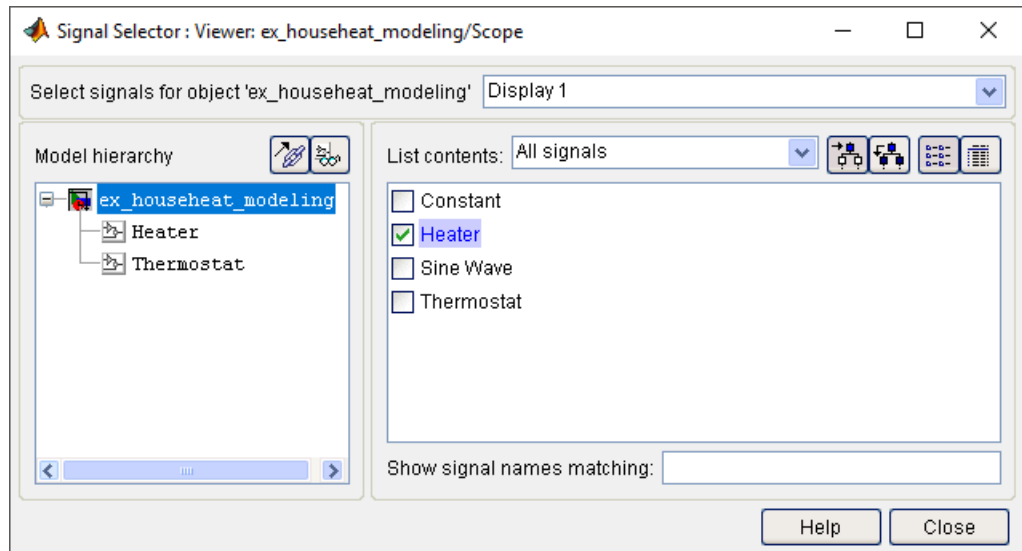 Signal Selector : Viewer: ex_househeat_modeling/Scope
Select signals for object 'ex_househeat_modeling' Display 1
Model hierarchy
ex_househeat_modeling
Heater
Thermostat
List contents: All signals
Constant
Heater
Sine Wave
Thermostat
Show signal names matching:
Help Close